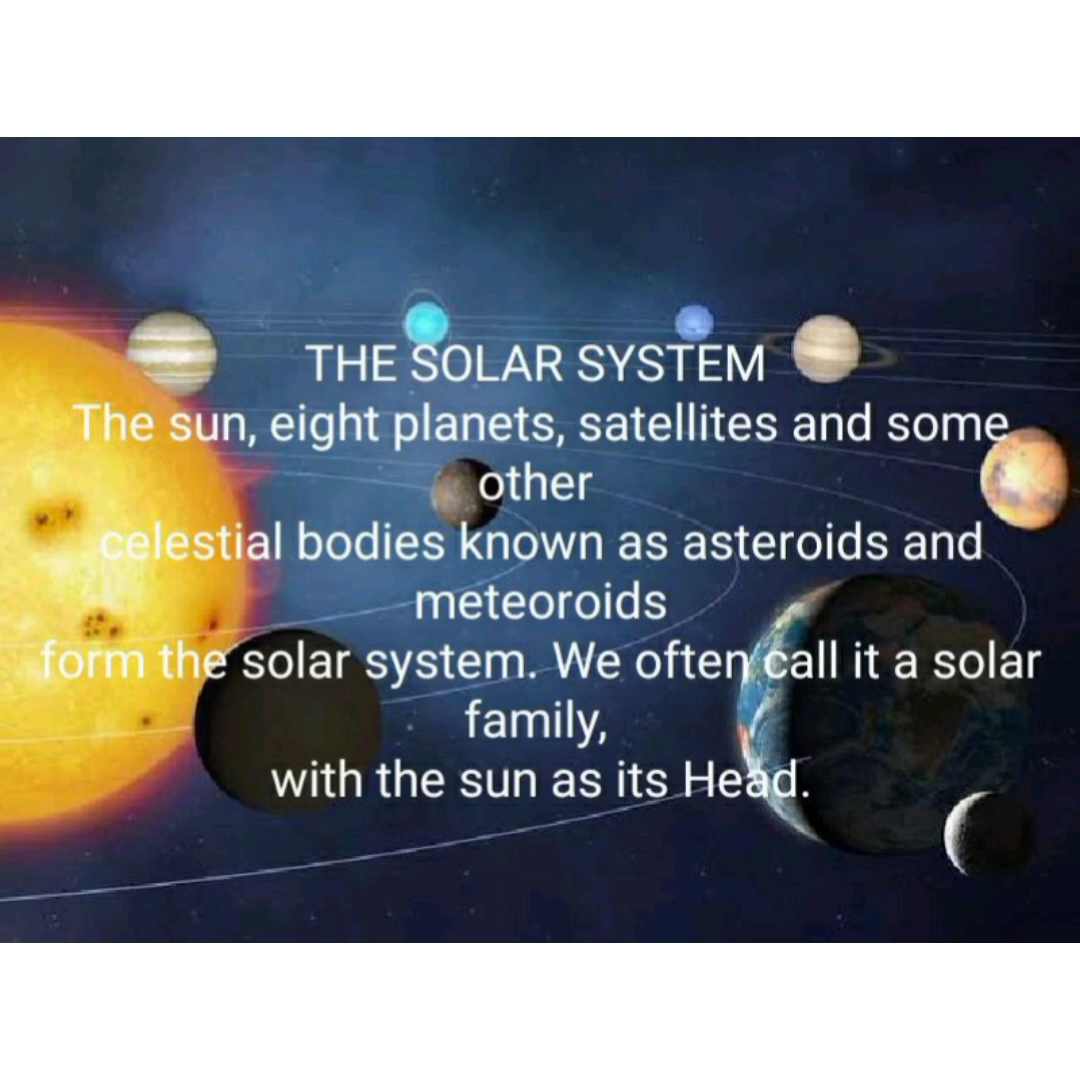 THE SOLAR SYSTEM
The sun, eight planets, satellites and some
other
celestial bodies known as asteroids and
meteoroids
form the solar system. We often call it a solar
family,
with the sun as its Head.